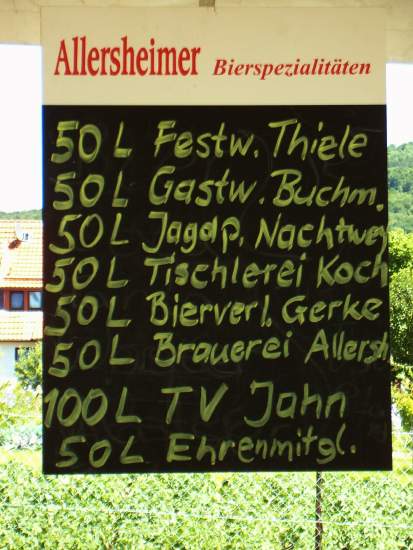 Allersheimer Bierspezialitäten
50 L Festw. Thiele
50 L Gastw. Buchm.
50 L Jagdp. Nachtwey
50 L Tischlerei Koch
50 L Bierverl. Gerke
50 L Brauerei Allersh
100 L TV Jahn
50 L Ehrenmitgl.